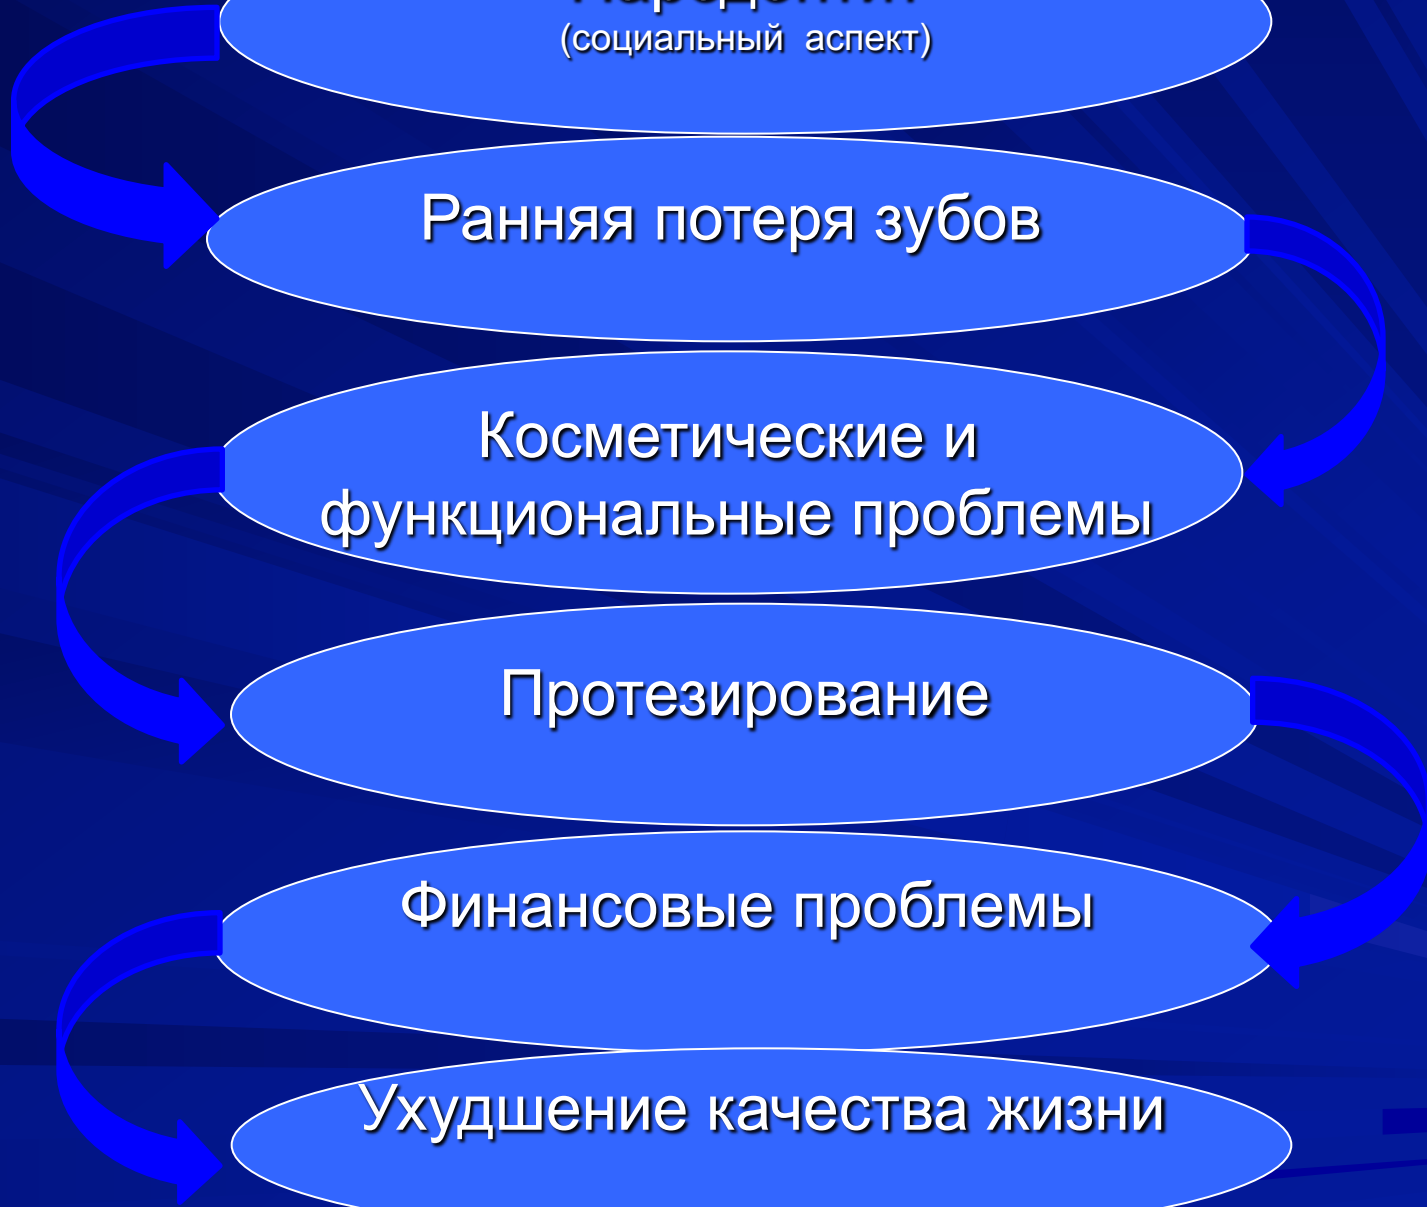 (социальный аспект)
Ранняя потеря зубов
Косметические и
функциональные проблемы
Протезирование
Финансовые проблемы
Ухудшение качества жизни